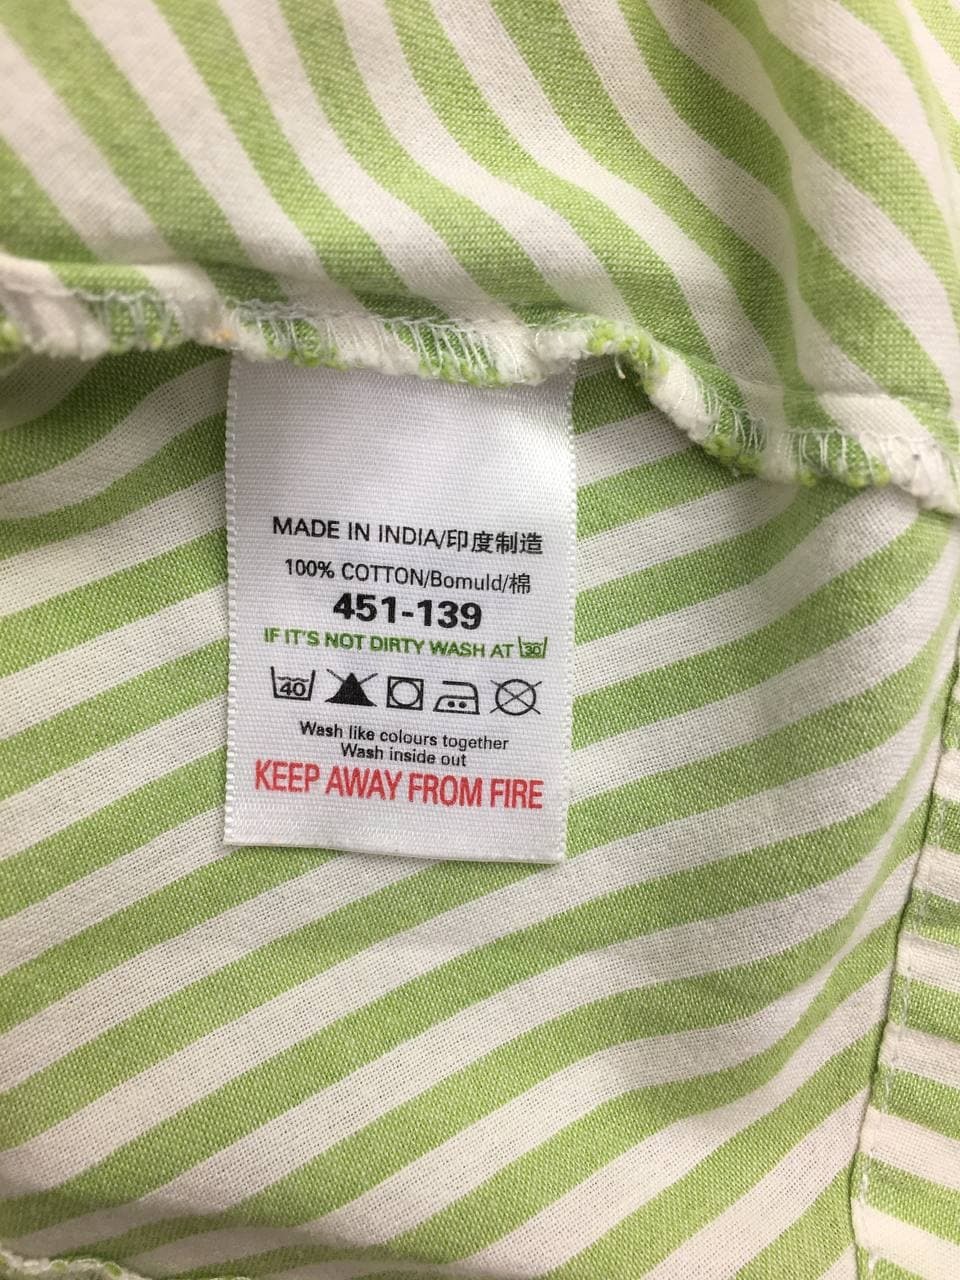 MADE IN INDIA/印度制造
100% COTTON/Bomuld/棉
451-139
IF IT'S NOT DIRTY WASH AT 30°
40
Wash like colours together
Wash inside out
KEEP AWAY FROM FIRE